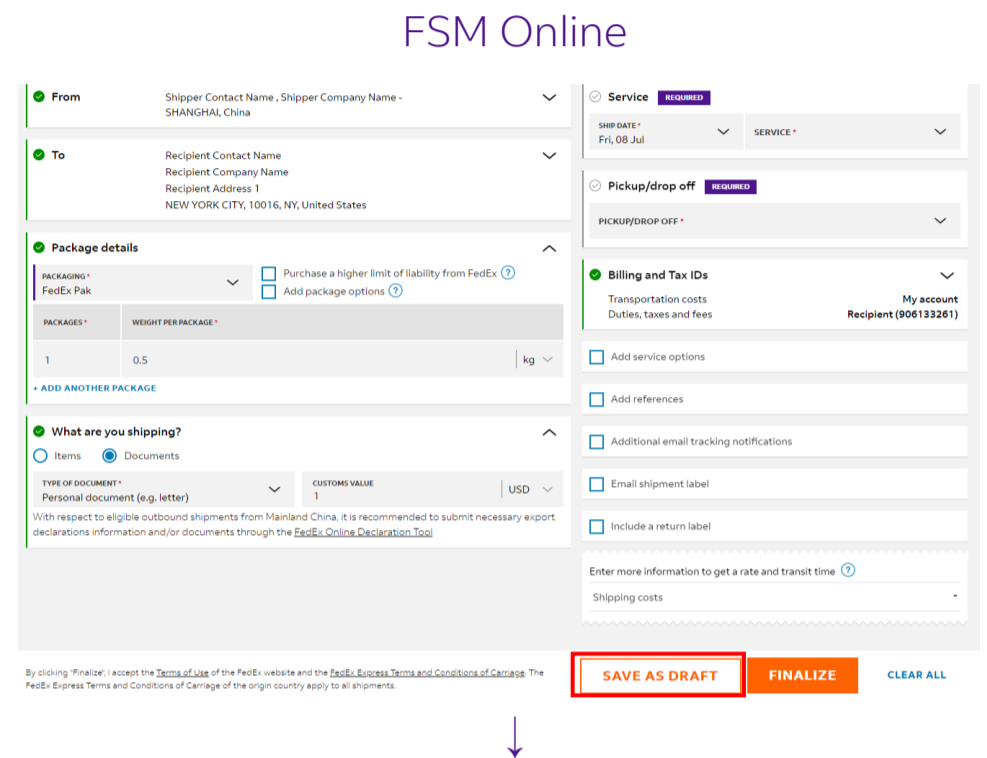 FSM Online
From
Shipper Contact Name , Shipper Company Name -
SHANGHAI, China
To
Recipient Contact Name
Recipient Company Name
Recipient Address 1
NEW YORK CITY, 10016, NY, United States
Package details
PACKAGING*
FedEx Pak
Purchase a higher limit of liability from FedEx ?
Add package options ?
PACKAGES* WEIGHT PER PACKAGE*
1 0.5 kg
+ ADD ANOTHER PACKAGE
What are you shipping?
Items Documents
TYPE OF DOCUMENT*
Personal document (e.g. letter)
CUSTOMS VALUE
1
USD
With respect to eligible outbound shipments from Mainland China, it is recommended to submit necessary export
declarations information and/or documents through the FedEx Online Declaration Tool
Service REQUIRED
SHIP DATE*
Fri, 08 Jul
SERVICE*
Pickup/drop off REQUIRED
PICKUP/DROP OFF*
Billing and Tax IDs
Transportation costs My account
Duties, taxes and fees Recipient (906133261)
Add service options
Add references
Additional email tracking notifications
Email shipment label
Include a return label
Enter more information to get a rate and transit time ?
Shipping costs -
By clicking "Finalize", I accept the Terms of Use of the FedEx website and the FedEx Express Terms and Conditions of Carriage. The
FedEx Express Terms and Conditions of Carriage of the origin country apply to all shipments.
SAVE AS DRAFT
FINALIZE
CLEAR ALL